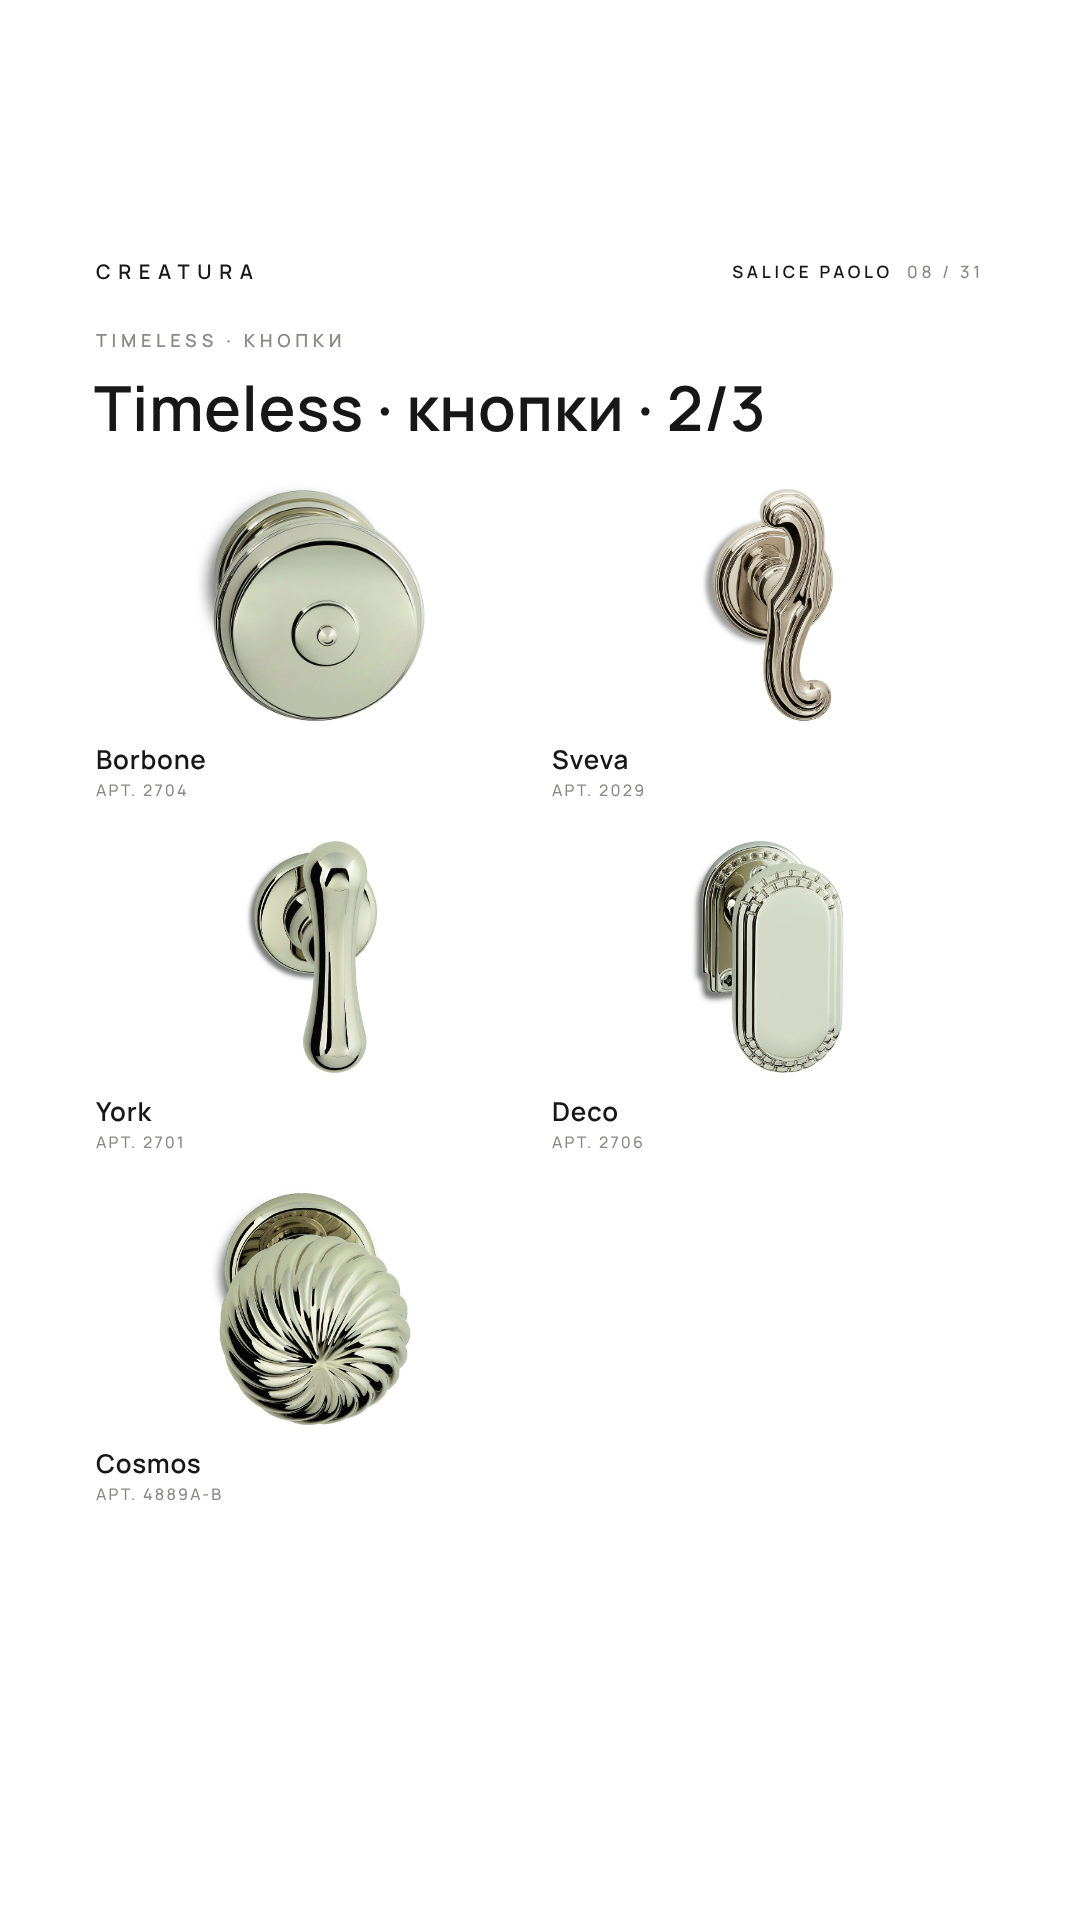 CREATURA
SALICE PAOLO 08 / 31
TIMELESS · КНОПКИ
Timeless · кнопки · 2/3
Borbone
АРТ. 2704
Sveva
АРТ. 2029
York
АРТ. 2701
Deco
АРТ. 2706
Cosmos
АРТ. 4889A-B